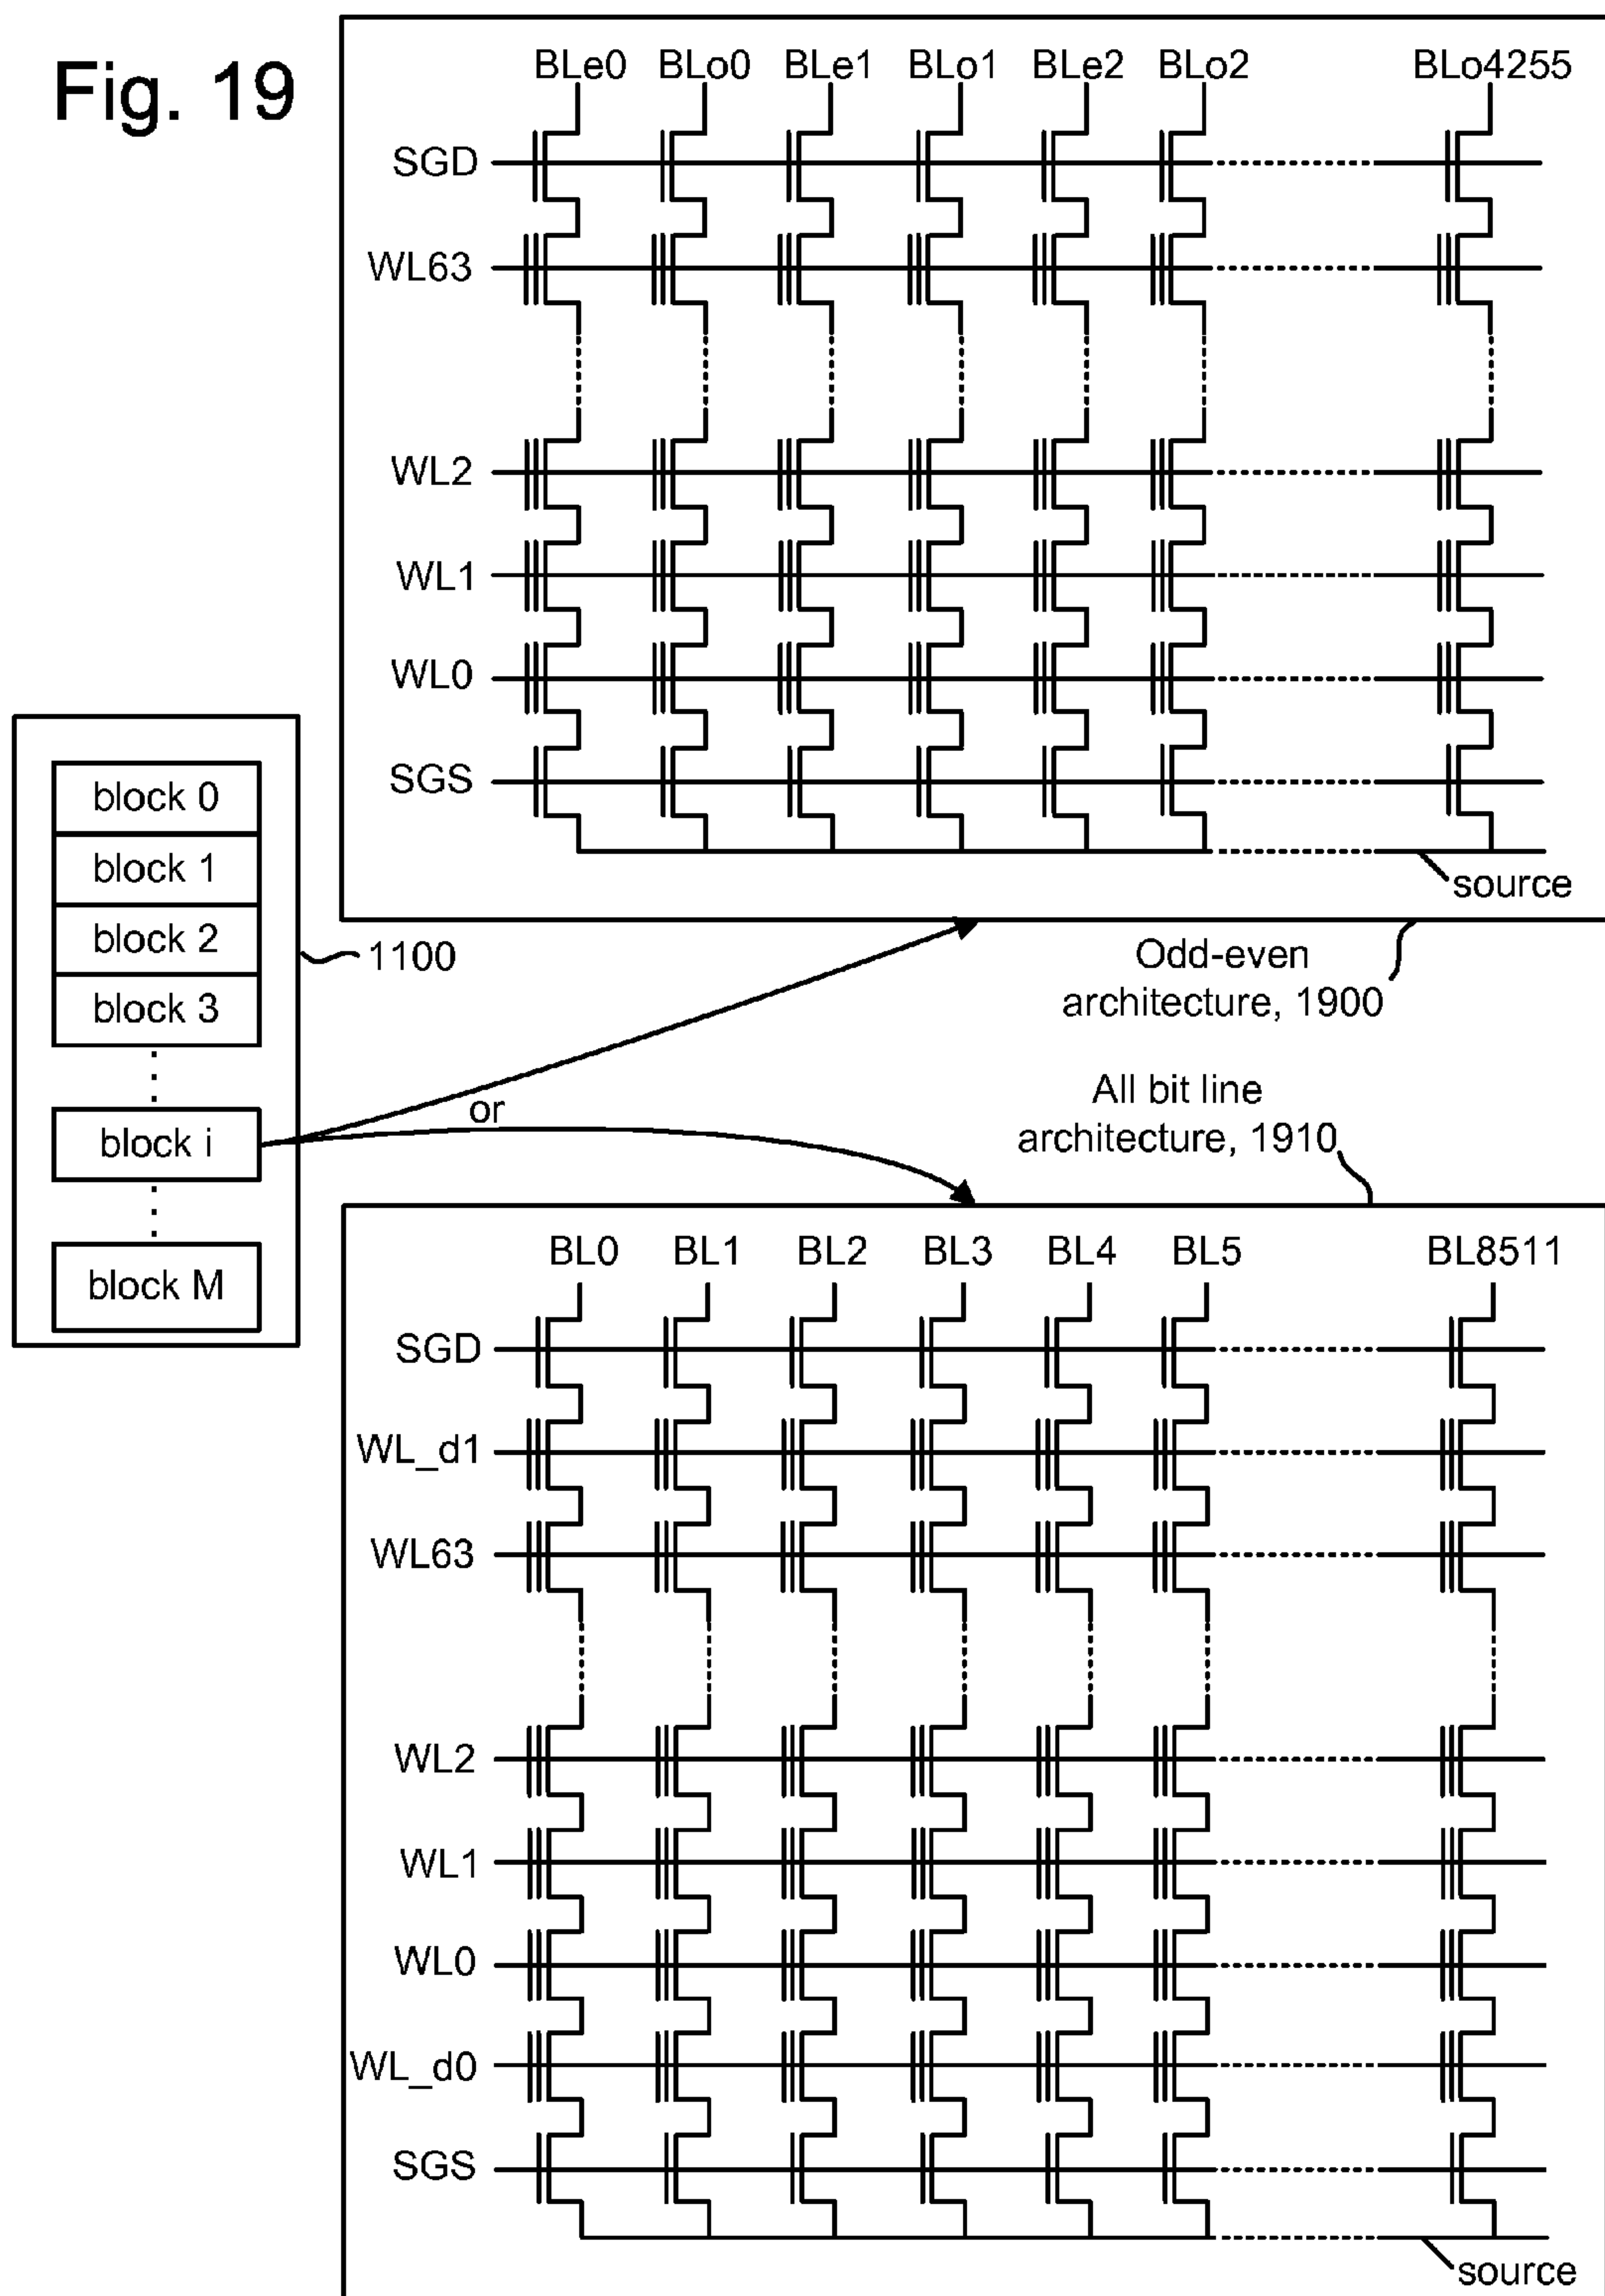 Fig. 19
BLe0 BLo0 BLe1 BLo1 BLe2 BLo2 BLo4255
SGD
WL63
WL2
WL1
WL0
SGS
source
block 0
block 1
block 2
block 3
block i
block M
1100
or
Odd-even
architecture, 1900
All bit line
architecture, 1910
BL0 BL1 BL2 BL3 BL4 BL5 BL8511
SGD
WL_d1
WL63
WL2
WL1
WL0
WL_d0
SGS
source